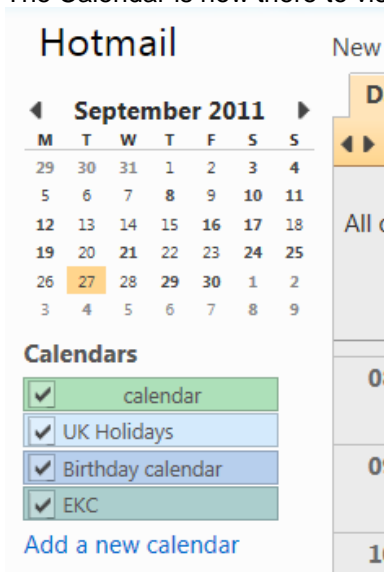 Hotmail
New
September 2011
M T W T F S S
29 30 31 1 2 3 4
5 6 7 8 9 10 11
12 13 14 15 16 17 18
19 20 21 22 23 24 25
26 27 28 29 30 1 2
3 4 5 6 7 8 9
Calendars
calendar
UK Holidays
Birthday calendar
EKC
Add a new calendar
D
All